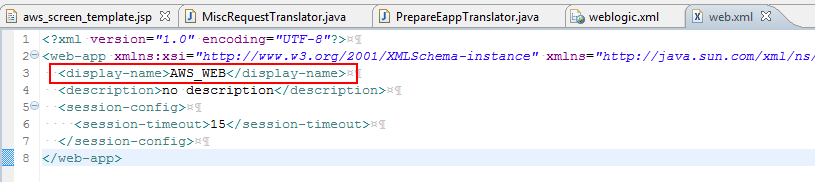 aws_screen_template.jsp MiscRequestTranslator.java PrepareEappTranslator.java weblogic.xml web.xml
1 <?xml version="1.0" encoding="UTF-8"?>¤¶
2 <web-app xmlns:xsi="http://www.w3.org/2001/XMLSchema-instance" xmlns="http://java.sun.com/xml/ns/
3 <display-name>AWS_WEB</display-name>¤¶
4 <description>no description</description>¤¶
5 <session-config>¤¶
6 <session-timeout>15</session-timeout>¤¶
7 </session-config>¤¶
8 </web-app>